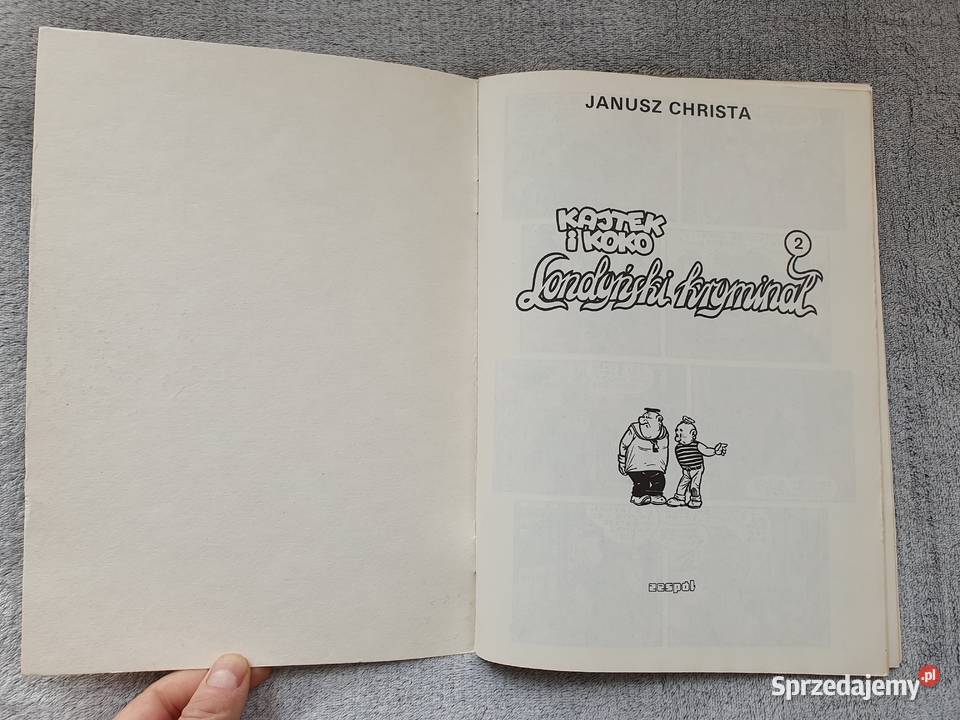 JANUSZ CHRISTA
KAJTEK
i KOKO
2
Londyński kryminał
zespół
Sprzedajemy.pl